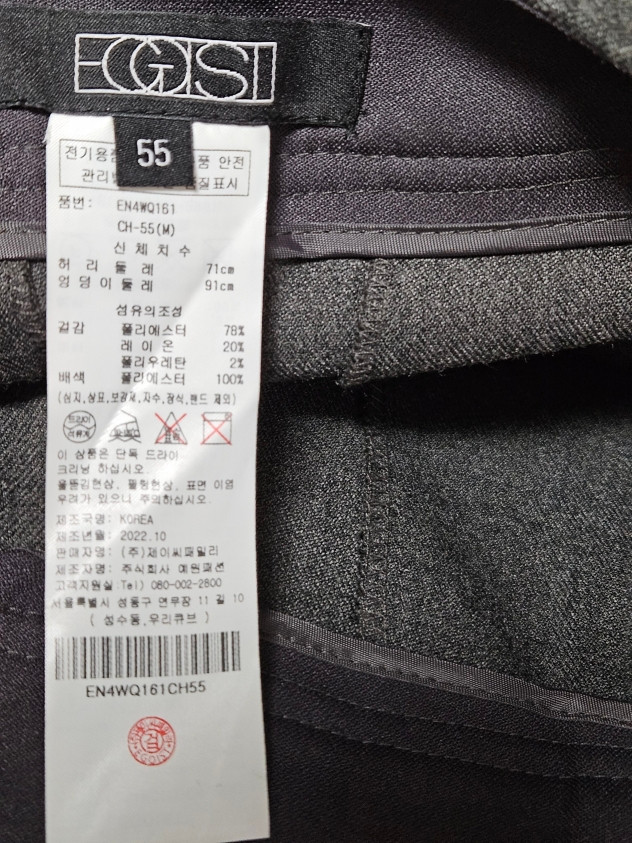 EGOIST
55
전기용 품 안전
관리 품질표시
품번: EN4WQ161
CH-55(M)
신체치수
허리둘레 71cm
엉덩이둘레 91cm
섬유의조성
겉감 폴리에스터 78%
레이온 20%
폴리우레탄 2%
배색 폴리에스터 100%
(심지,상표,보강재,자수,장식,밴드 제외)
드라이
이 상품은 단독 드라이
크리닝 하십시오.
올뜯김현상, 필링현상, 표면 이염
우려가 있으니 주의하십시오.
제조국명: KOREA
제조년월: 2022.10
판매자명: (주)제이씨패밀리
제조자명: 주식회사 예원패션
고객지원실:Tel) 080-002-2800
서울특별시 성동구 연무장 11 길 10
( 성수동,우리큐브 )
EN4WQ161CH55
검
EGOIST